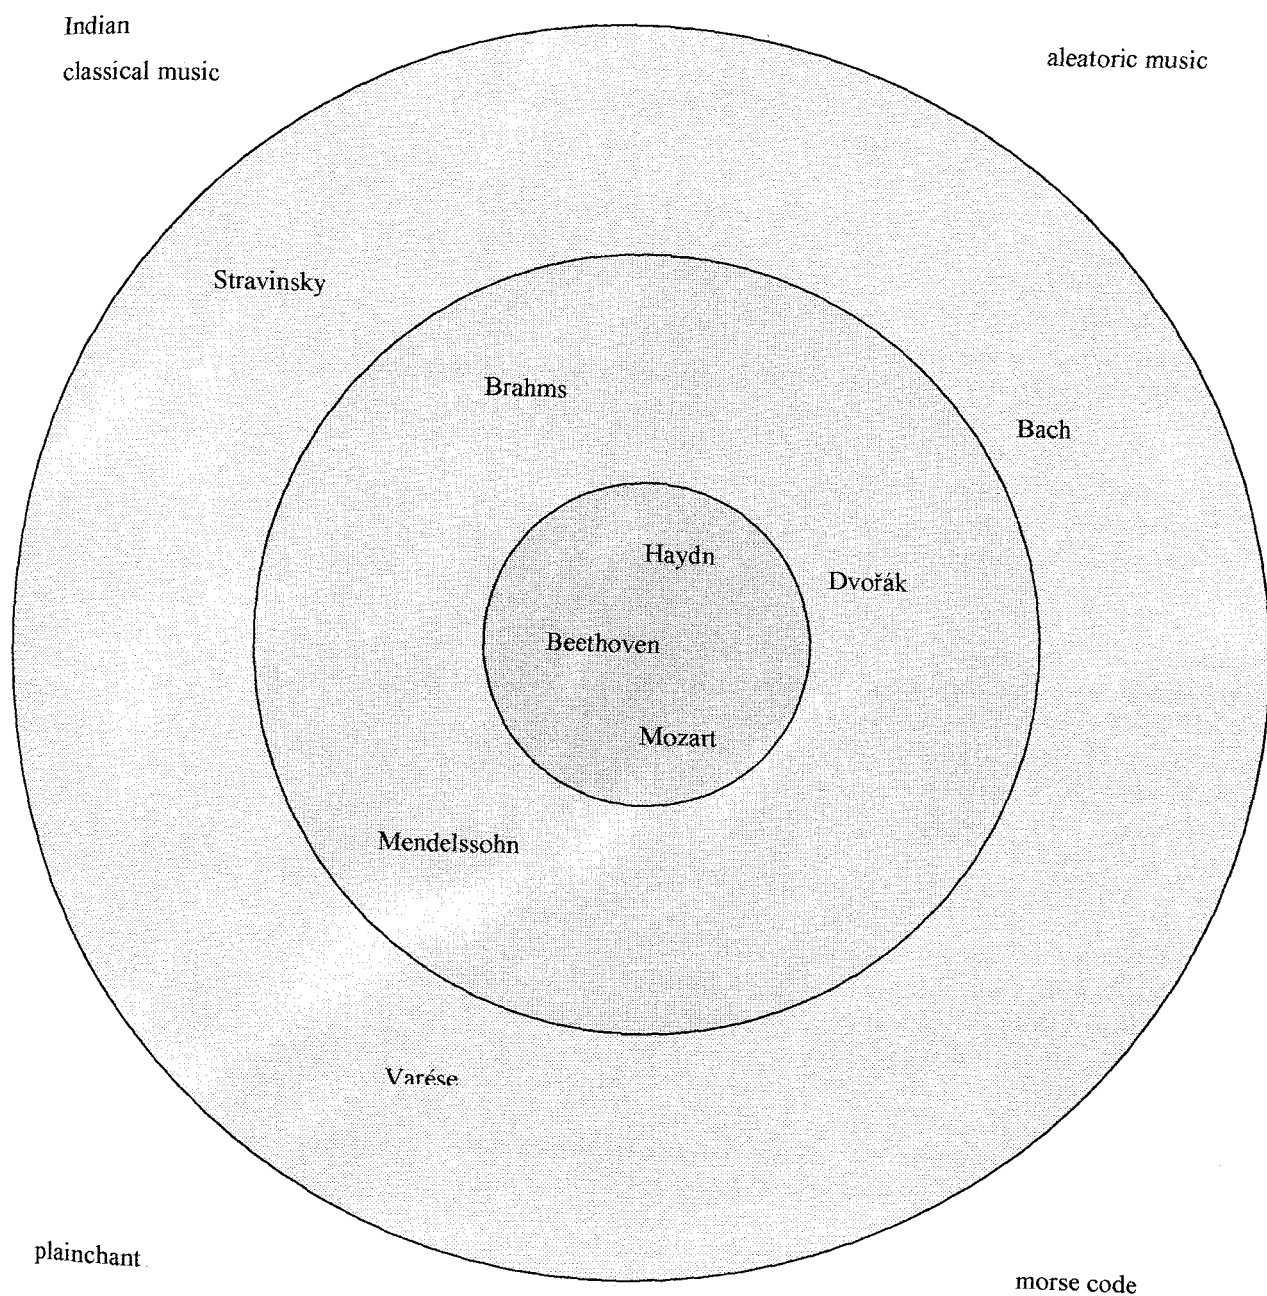 Indian
classical music
aleatoric music
Stravinsky
Brahms
Bach
Haydn
Dvořák
Beethoven
Mozart
Mendelssohn
Varése
plainchant
morse code